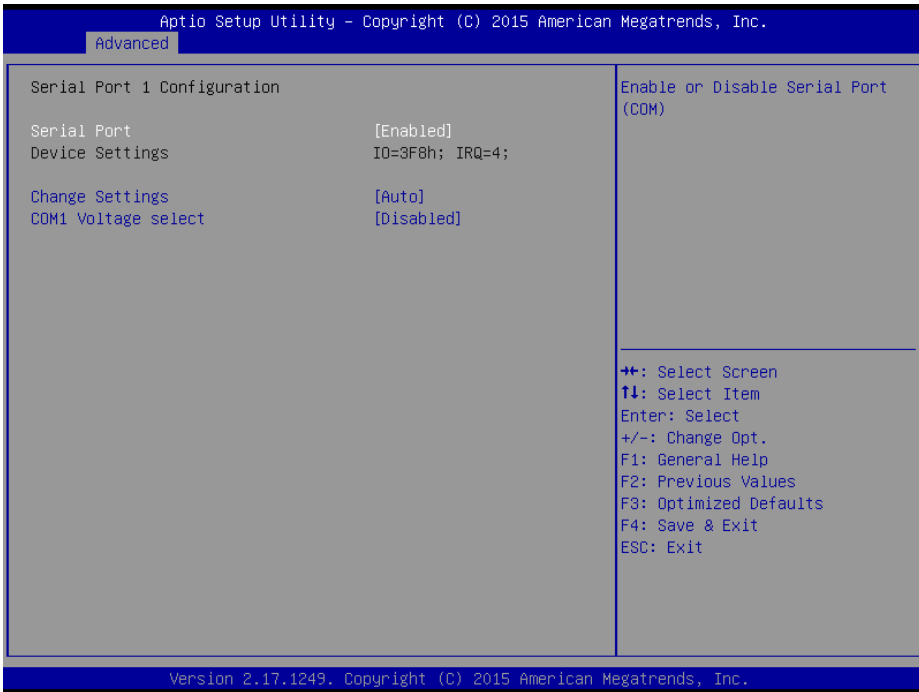 Aptio Setup Utility – Copyright (C) 2015 American Megatrends, Inc.
Advanced
Serial Port 1 Configuration
Serial Port [Enabled]
Device Settings IO=3F8h; IRQ=4;
Change Settings [Auto]
COM1 Voltage select [Disabled]
Enable or Disable Serial Port
(COM)
→←: Select Screen
↑↓: Select Item
Enter: Select
+/-: Change Opt.
F1: General Help
F2: Previous Values
F3: Optimized Defaults
F4: Save & Exit
ESC: Exit
Version 2.17.1249. Copyright (C) 2015 American Megatrends, Inc.